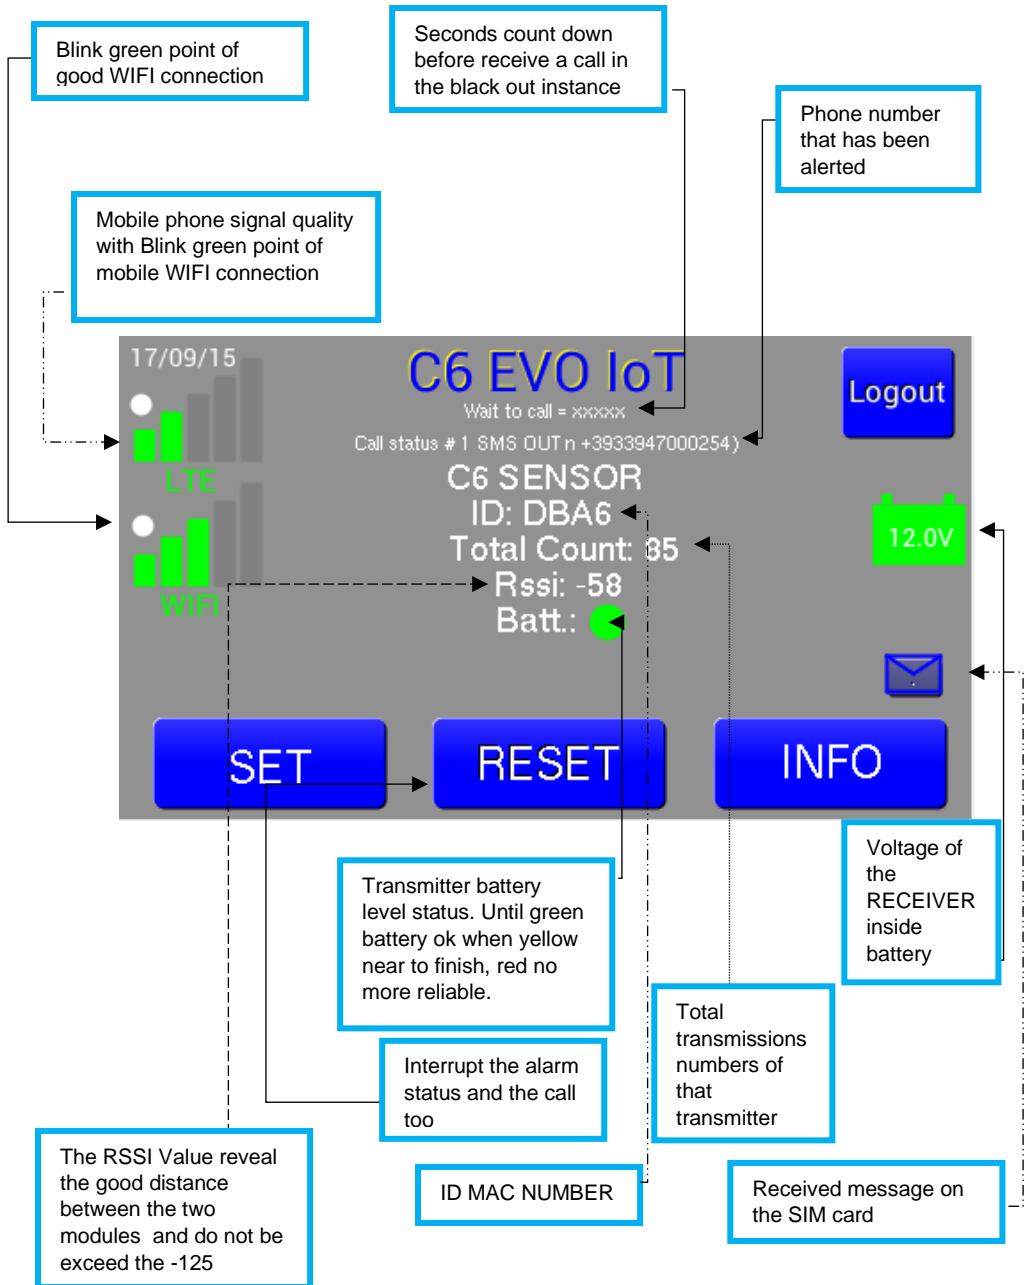 Blink green point of
good WIFI connection
Seconds count down
before receive a call in
the black out instance
Phone number
that has been
alerted
Mobile phone signal quality
with Blink green point of
mobile WIFI connection
17/09/15
C6 EVO IoT
Logout
Wait to call = xxxxx
Call status # 1 SMS OUT n +3933947000254)
LTE
C6 SENSOR
ID: DBA6
12.0V
Total Count: 35
Rssi: -58
WIFI
Batt.:
SET
RESET
INFO
Voltage of
the
RECEIVER
inside
battery
Transmitter battery
level status. Until green
battery ok when yellow
near to finish, red no
more reliable.
Total
transmissions
numbers of
that
transmitter
Interrupt the alarm
status and the call
too
The RSSI Value reveal
the good distance
between the two
modules and do not be
exceed the -125
ID MAC NUMBER
Received message on
the SIM card